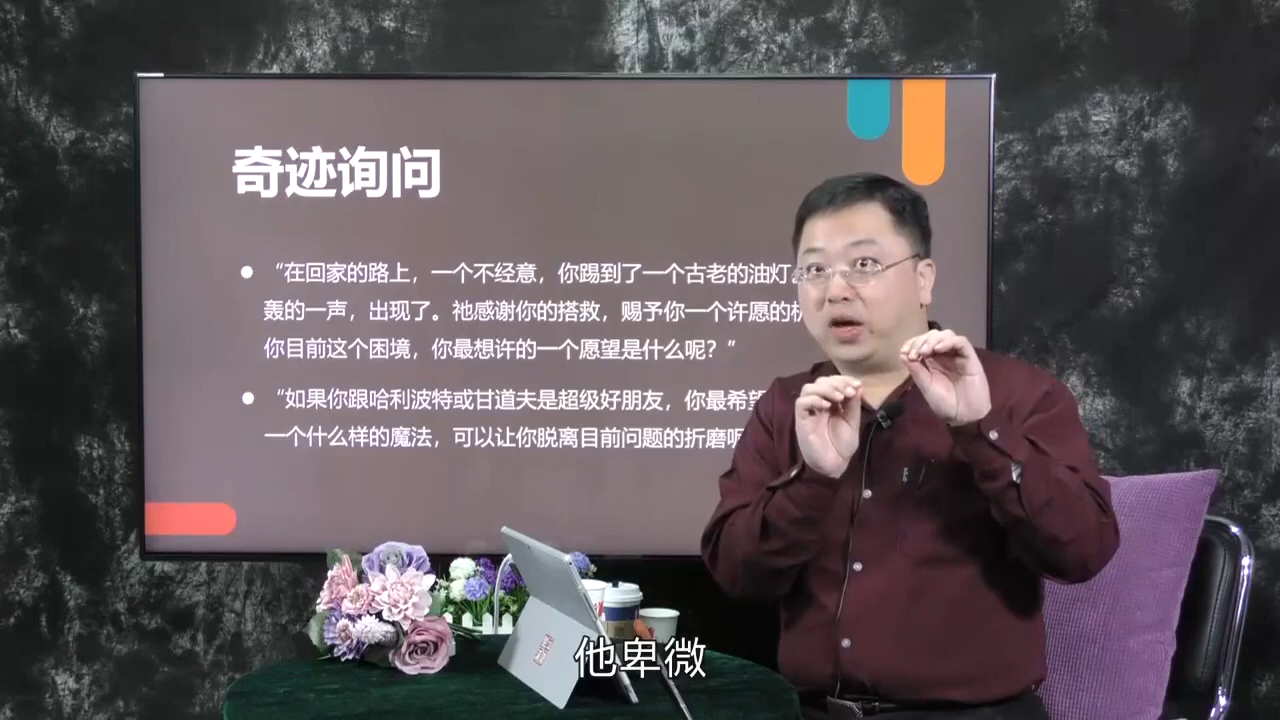 奇迹询问
“在回家的路上，一个不经意，你踢到了一个古老的油灯。
轰的一声，出现了。祂感谢你的搭救，赐予你一个许愿的
你目前这个困境，你最想许的一个愿望是什么呢？”
“如果你跟哈利波特或甘道夫是超级好朋友，你最希望
一个什么样的魔法，可以让你脱离目前问题的折磨
他卑微